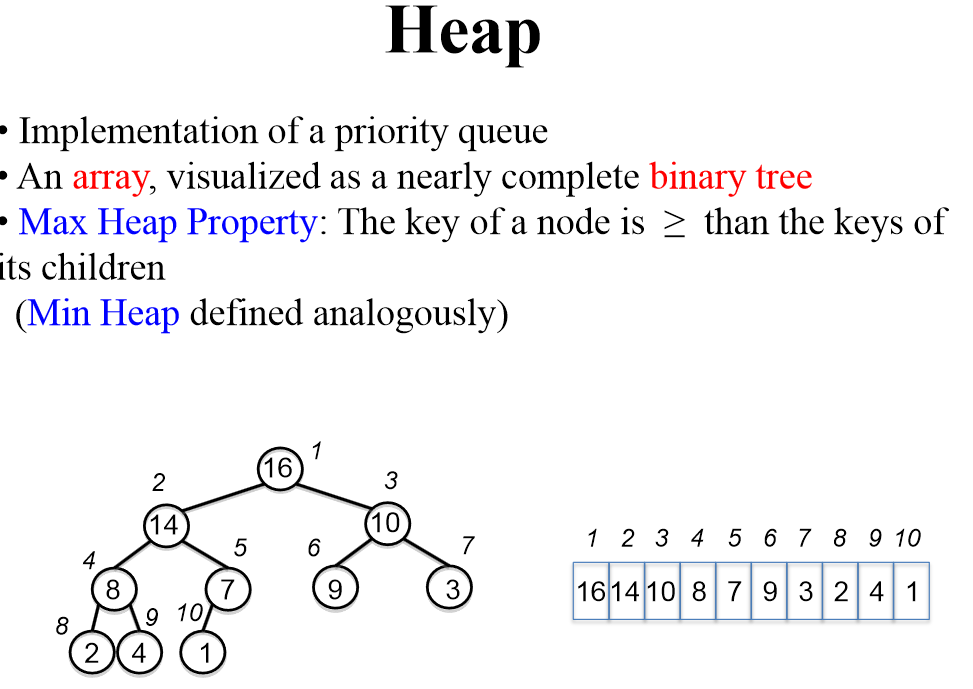 Heap
• Implementation of a priority queue
• An array, visualized as a nearly complete binary tree
• Max Heap Property: The key of a node is ≥ than the keys of
its children
(Min Heap defined analogously)
1
16
2
3
14
10
4
5
6
7
8
7
9
3
8
9
10
2
4
1
1 2 3 4 5 6 7 8 9 10
16 14 10 8 7 9 3 2 4 1